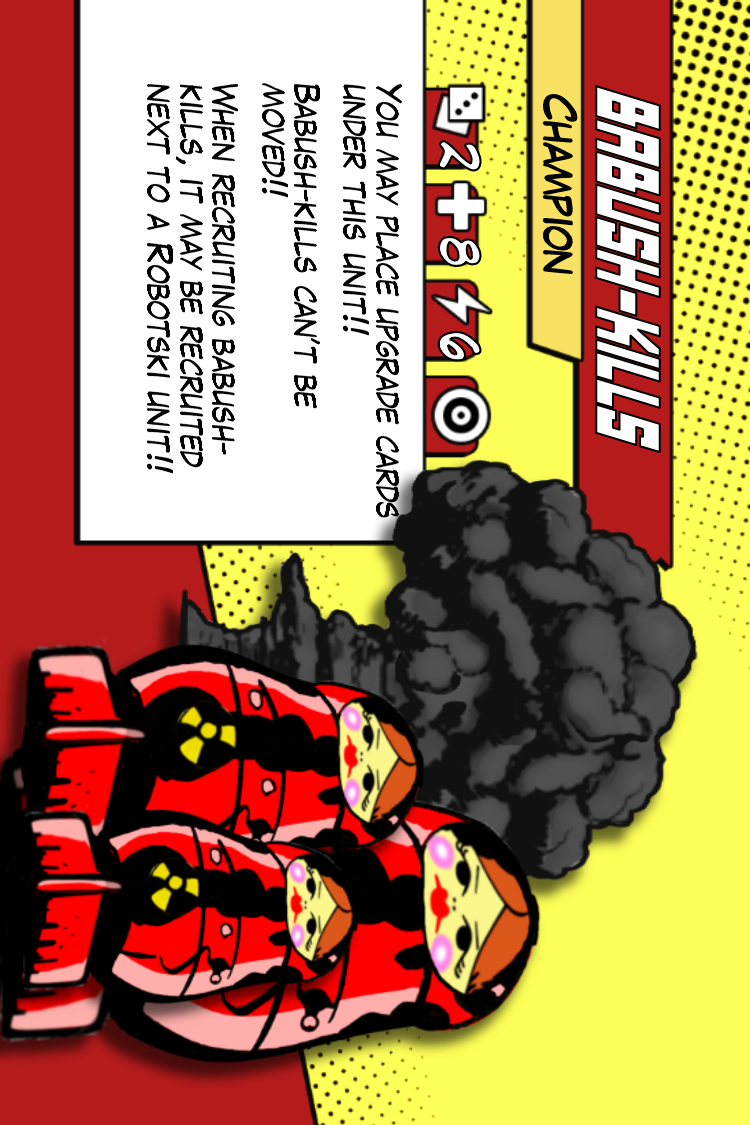 BABUSH-KILLS
CHAMPION
2 8 6
YOU MAY PLACE UPGRADE CARDS
UNDER THIS UNIT!!
BABUSH-KILLS CAN'T BE
MOVED!!
WHEN RECRUITING BABUSH-
KILLS, IT MAY BE RECRUITED
NEXT TO A ROBOTSKI UNIT!!